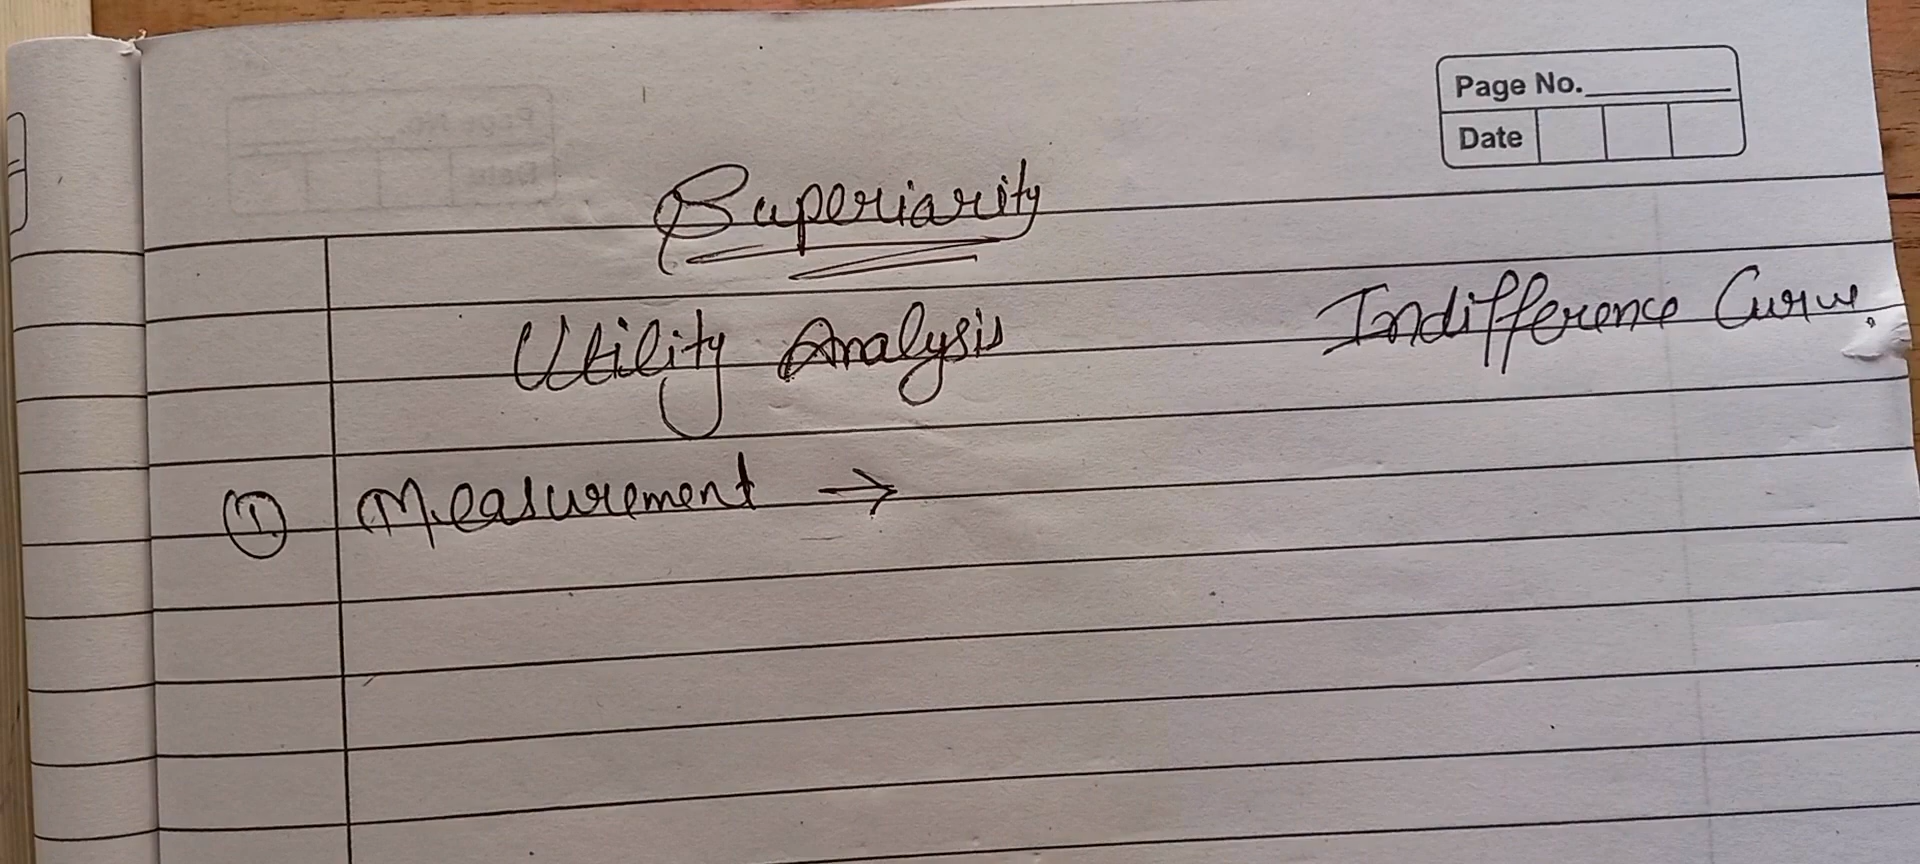 Page No.
Date
Superiarity
Utility Analysis Indifference Curve.
① Measurement →